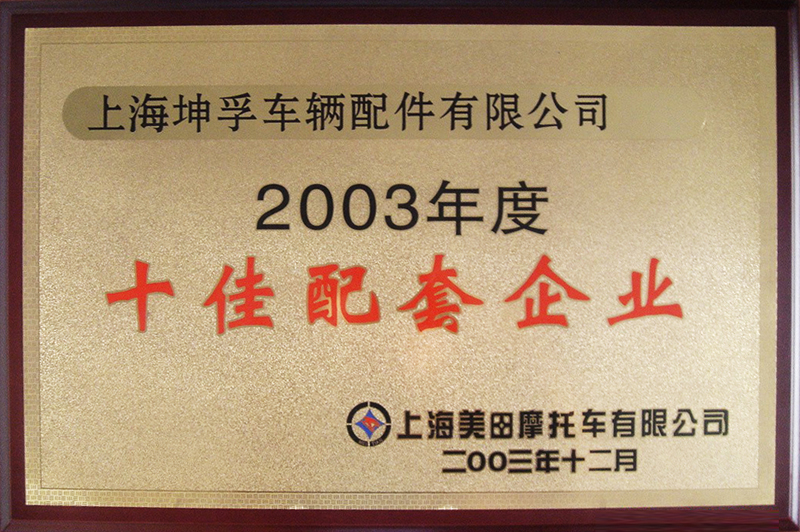 上海坤孚车辆配件有限公司
2003年度
十佳配套企业
上海美田摩托车有限公司
二00三年十二月